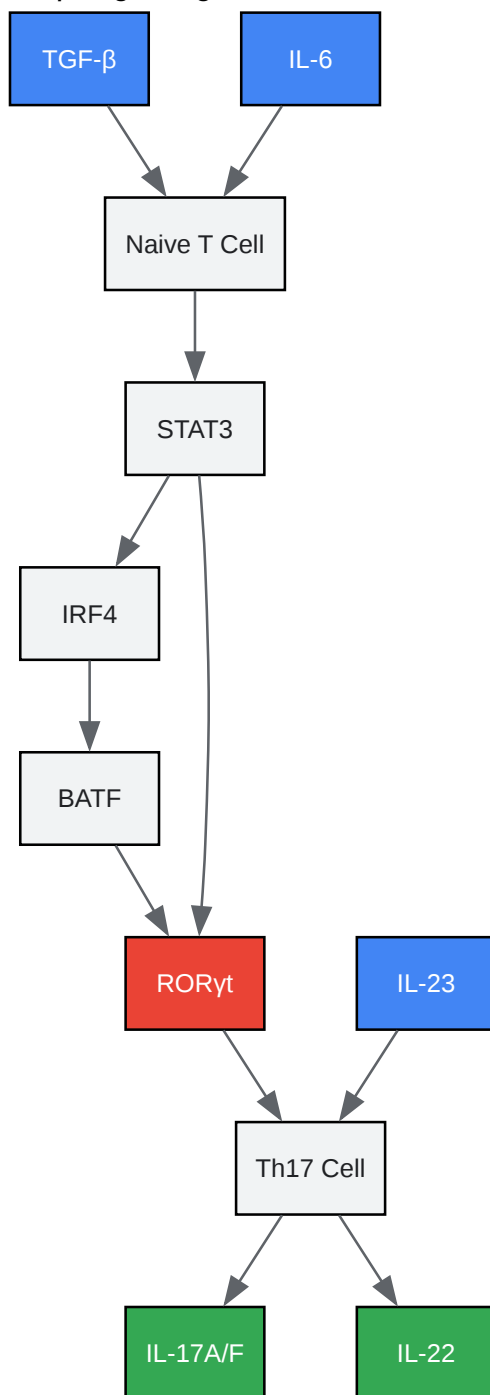 TGF-β
IL-6
Naive T Cell
STAT3
IRF4
BATF
RORγt
IL-23
Th17 Cell
IL-17A/F
IL-22